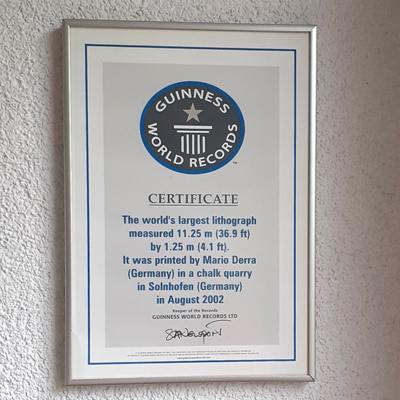 GUINNESS
WORLD RECORDS
TM
CERTIFICATE
The world's largest lithograph
measured 11.25 m (36.9 ft)
by 1.25 m (4.1 ft).
It was printed by Mario Derra
(Germany) in a chalk quarry
in Solnhofen (Germany)
in August 2002
Keeper of the Records
GUINNESS WORLD RECORDS LTD